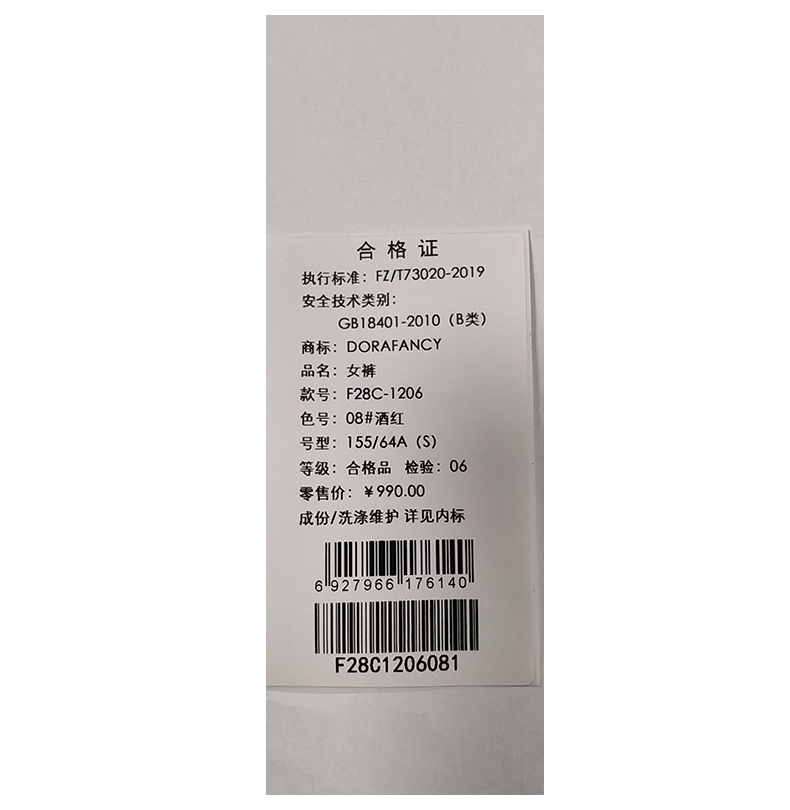 合格证
执行标准：FZ/T73020-2019
安全技术类别：
GB18401-2010（B类）
商标：DORAFANCY
品名：女裤
款号：F28C-1206
色号：08#酒红
号型：155/64A（S）
等级：合格品 检验：06
零售价：￥990.00
成份/洗涤维护 详见内标
6 927966 176140
F28C1206081